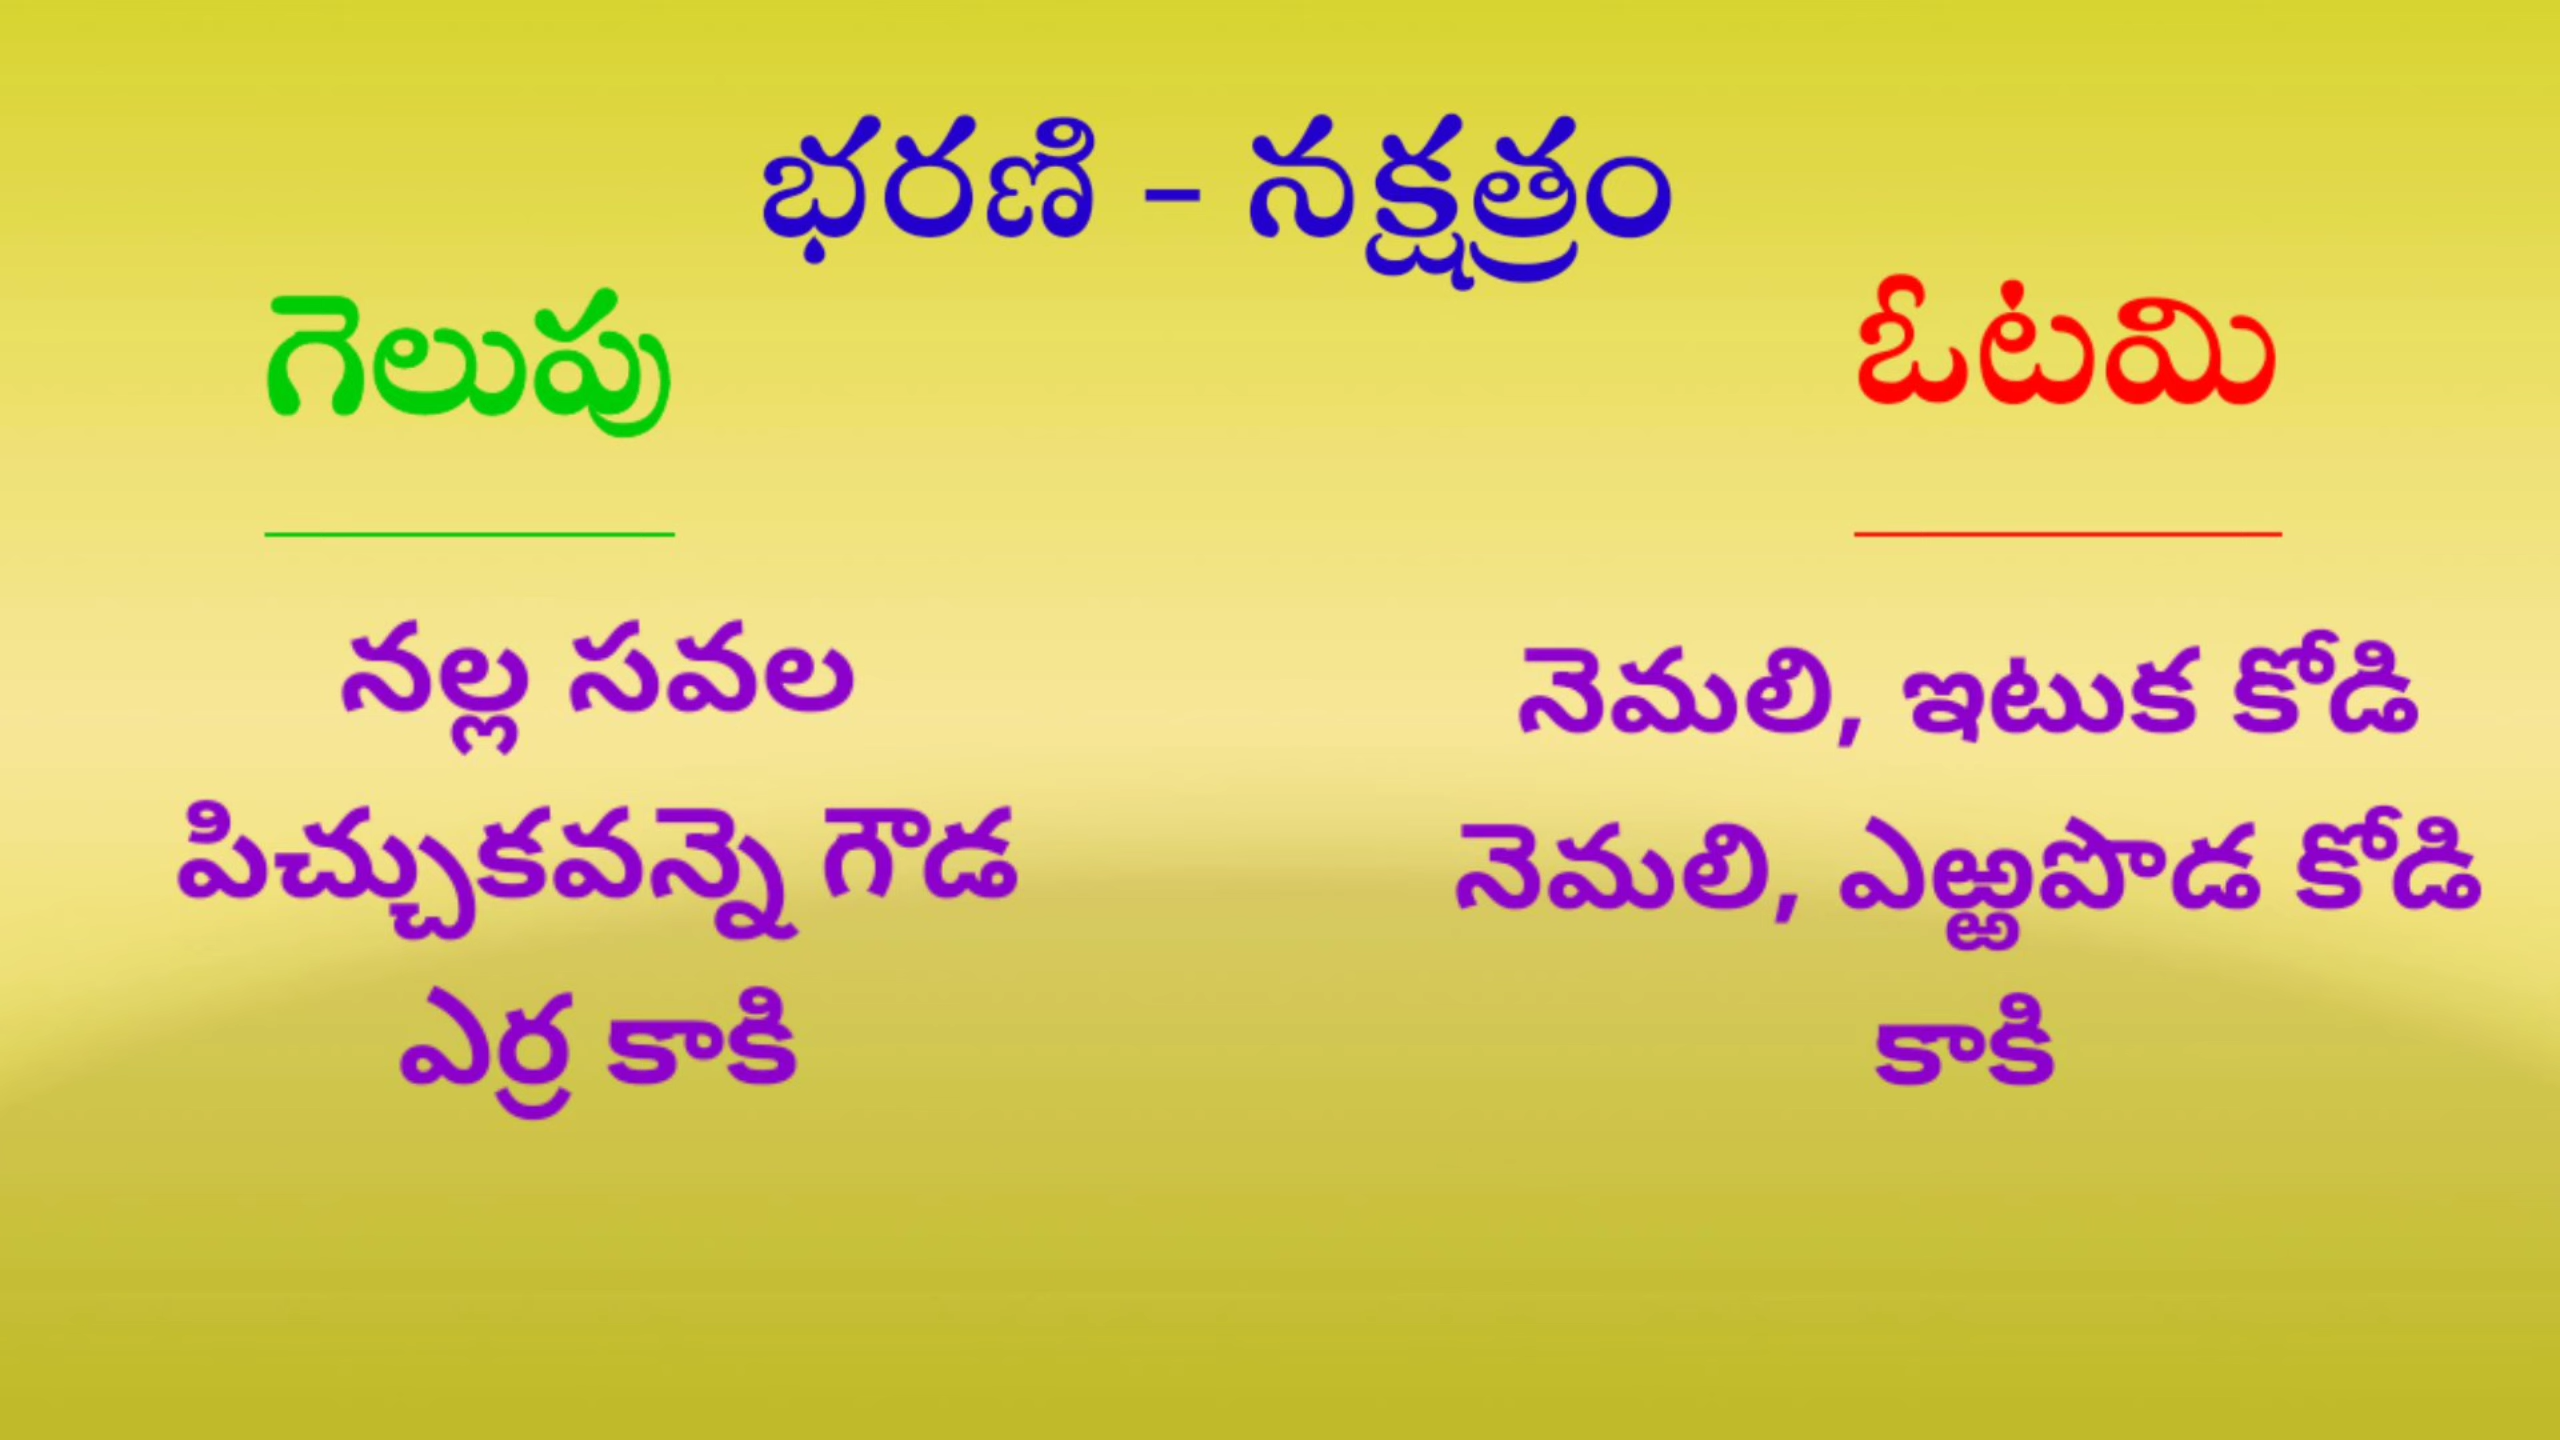 భరణి - నక్షత్రం
గెలుపు
నల్ల సవల
పిచ్చుకవన్నె గౌడ
ఎర్ర కాకి
ఓటమి
నెమలి, ఇటుక కోడి
నెమలి, ఎఱ్ఱపొడ కోడి
కాకి